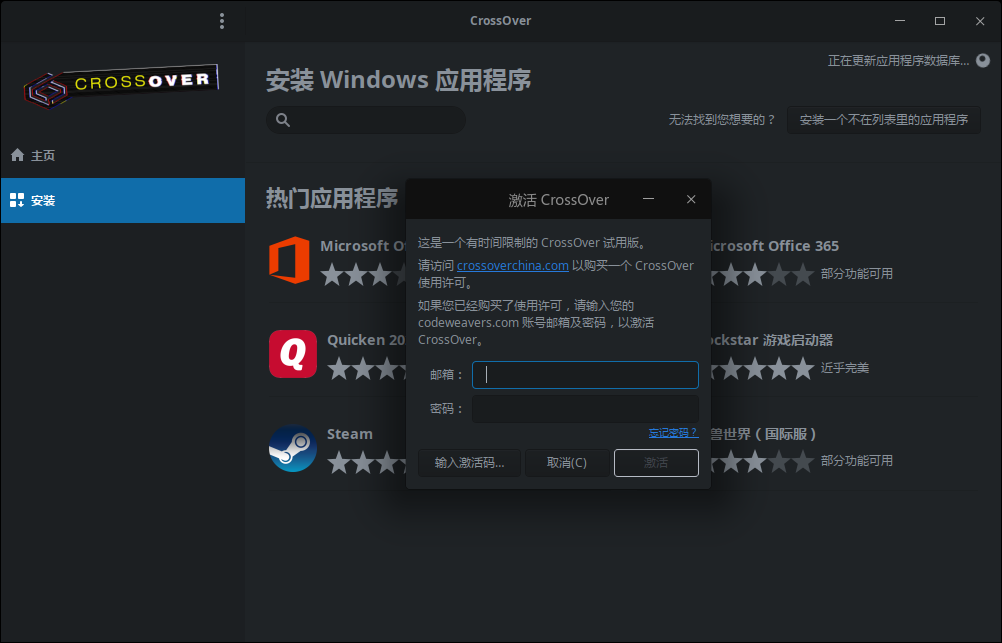 CrossOver
CROSSOVER
主页
安装
正在更新应用程序数据库...
安装 Windows 应用程序
无法找到您想要的？
安装一个不在列表里的应用程序
热门应用程序
Microsoft
Quicken 20
Steam
激活 CrossOver
这是一个有时间限制的 CrossOver 试用版。
请访问 crossoverchina.com 以购买一个 CrossOver
使用许可。
如果您已经购买了使用许可，请输入您的
codeweavers.com 账号邮箱及密码，以激活
CrossOver。
邮箱：
密码：
忘记密码？
输入激活码...
取消(C)
激活
icrosoft Office 365
部分功能可用
ckstar 游戏启动器
近乎完美
兽世界（国际服）
部分功能可用